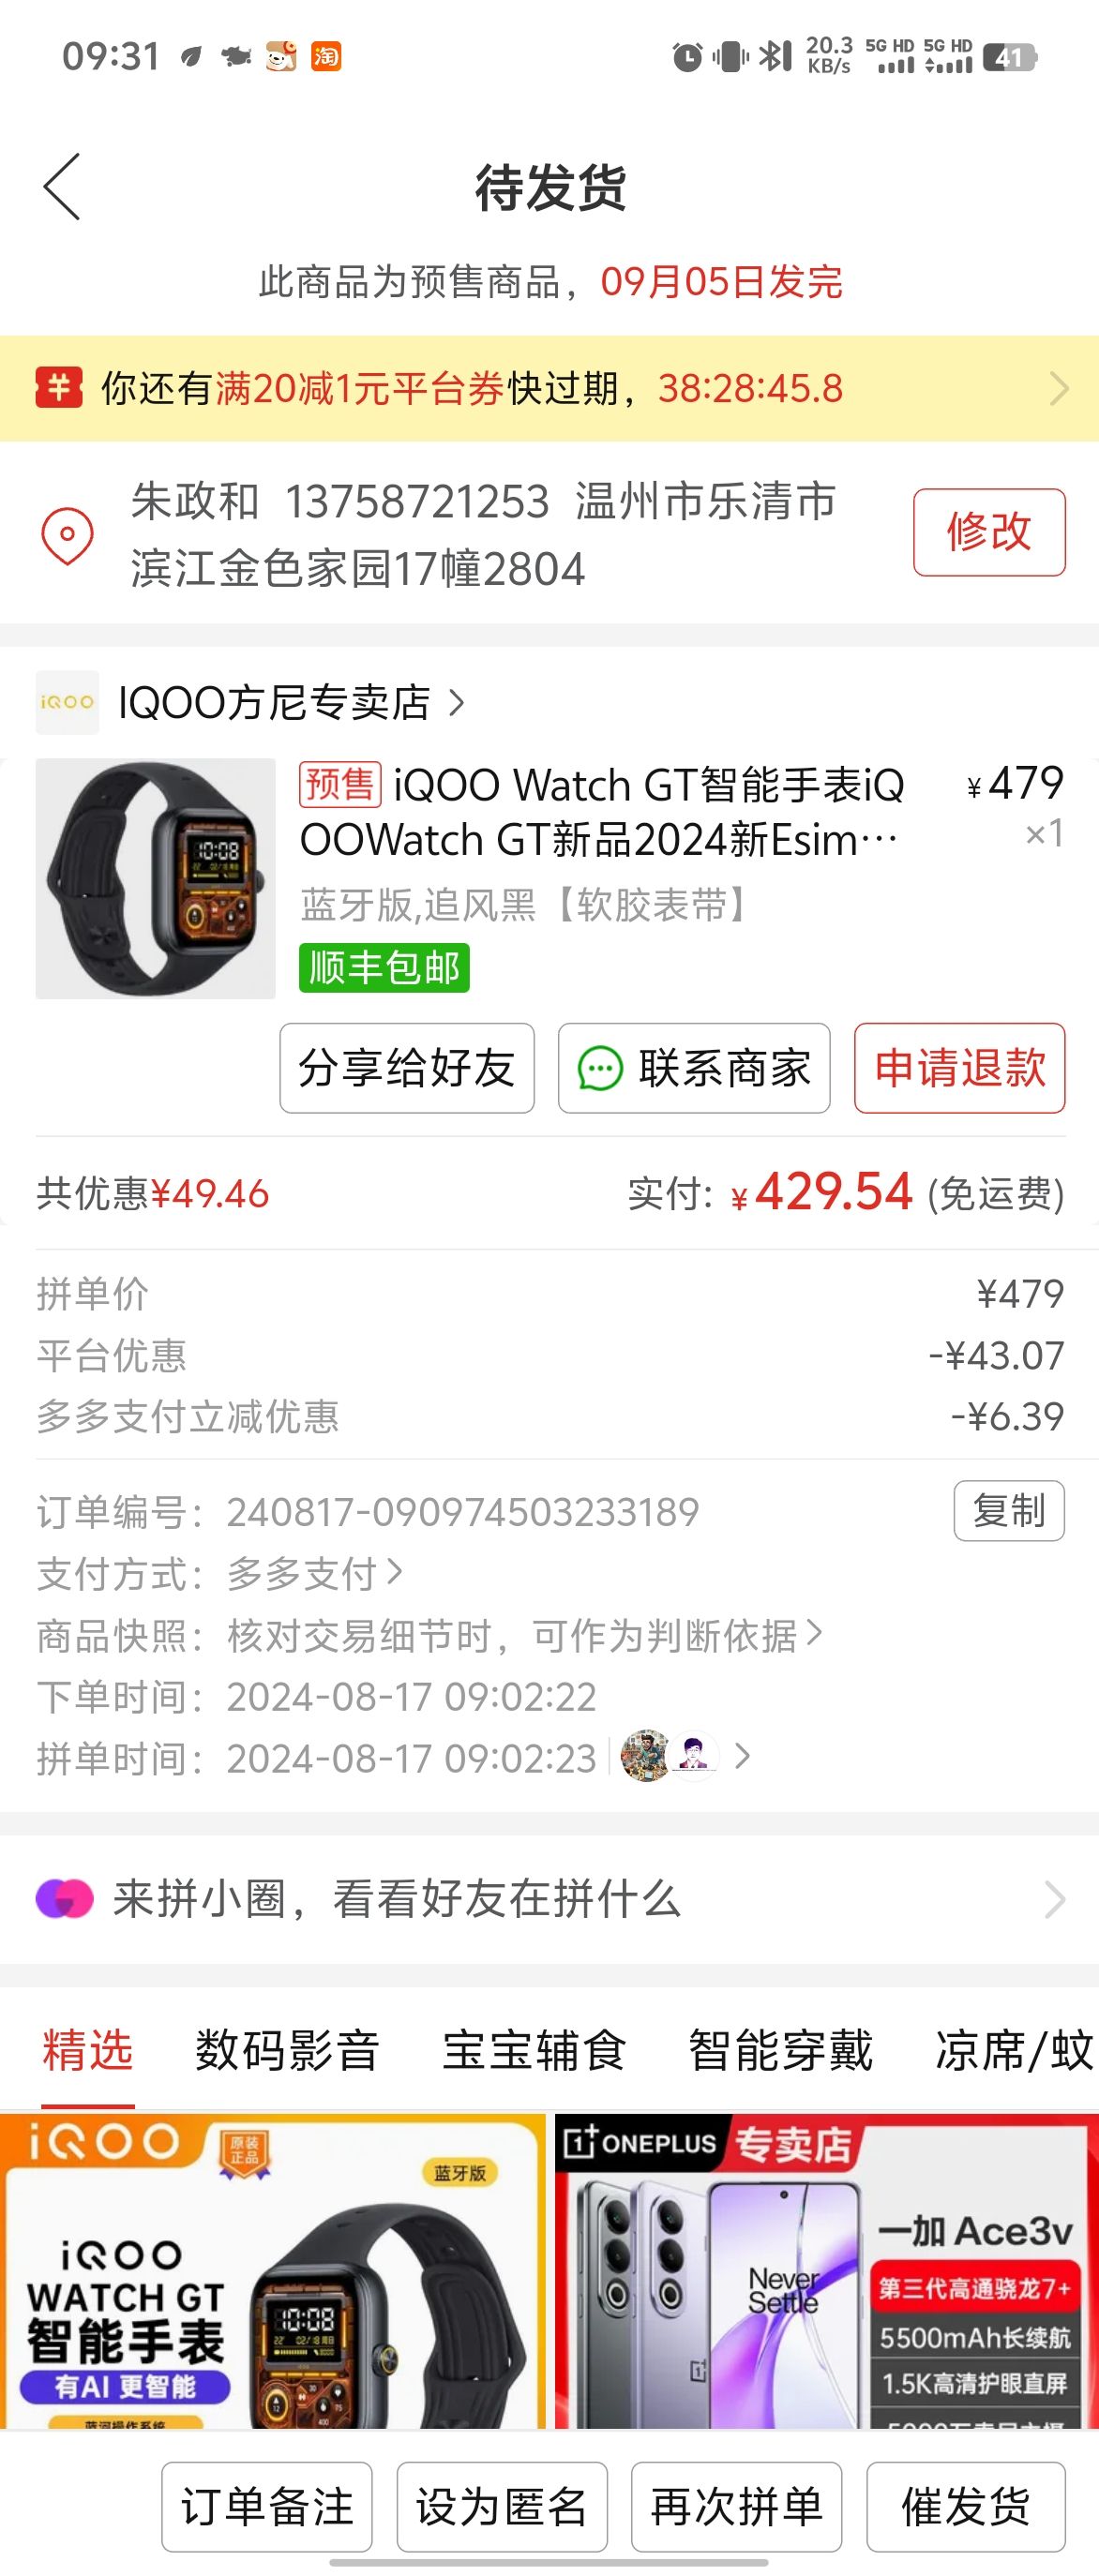 09:31 淘 20.3 KB/s 5G HD 5G HD 41
待发货
此商品为预售商品，09月05日发完
你还有满20减1元平台券快过期，38:28:45.8
朱政和 13758721253 温州市乐清市
滨江金色家园17幢2804
修改
iQOO IQOO方尼专卖店
预售 iQOO Watch GT智能手表iQ ¥479
OOWatch GT新品2024新Esim… ×1
蓝牙版,追风黑【软胶表带】
顺丰包邮
分享给好友 联系商家 申请退款
共优惠¥49.46 实付: ¥429.54 (免运费)
拼单价 ¥479
平台优惠 -¥43.07
多多支付立减优惠 -¥6.39
订单编号：240817-090974503233189 复制
支付方式：多多支付
商品快照：核对交易细节时，可作为判断依据
下单时间：2024-08-17 09:02:22
拼单时间：2024-08-17 09:02:23
来拼小圈，看看好友在拼什么
精选 数码影音 宝宝辅食 智能穿戴 凉席/蚊
iQOO 原装正品
蓝牙版
iQOO
WATCH GT
智能手表
有AI 更智能
蓝河操作系统
10:08
ONEPLUS 专卖店
一加 Ace3v
第三代高通骁龙7+
5500mAh长续航
1.5K高清护眼直屏
Never
Settle
订单备注 设为匿名 再次拼单 催发货